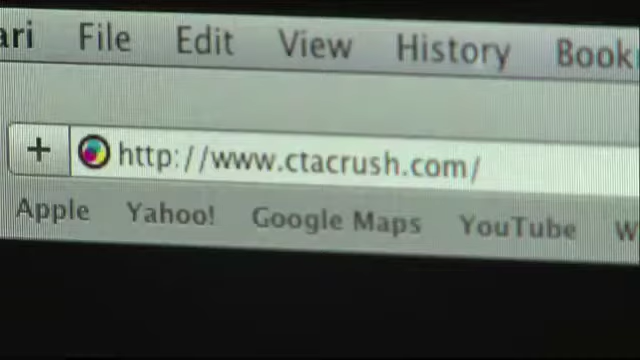 ari File Edit View History Book
+ http://www.ctacrush.com/
Apple Yahoo! Google Maps YouTube W